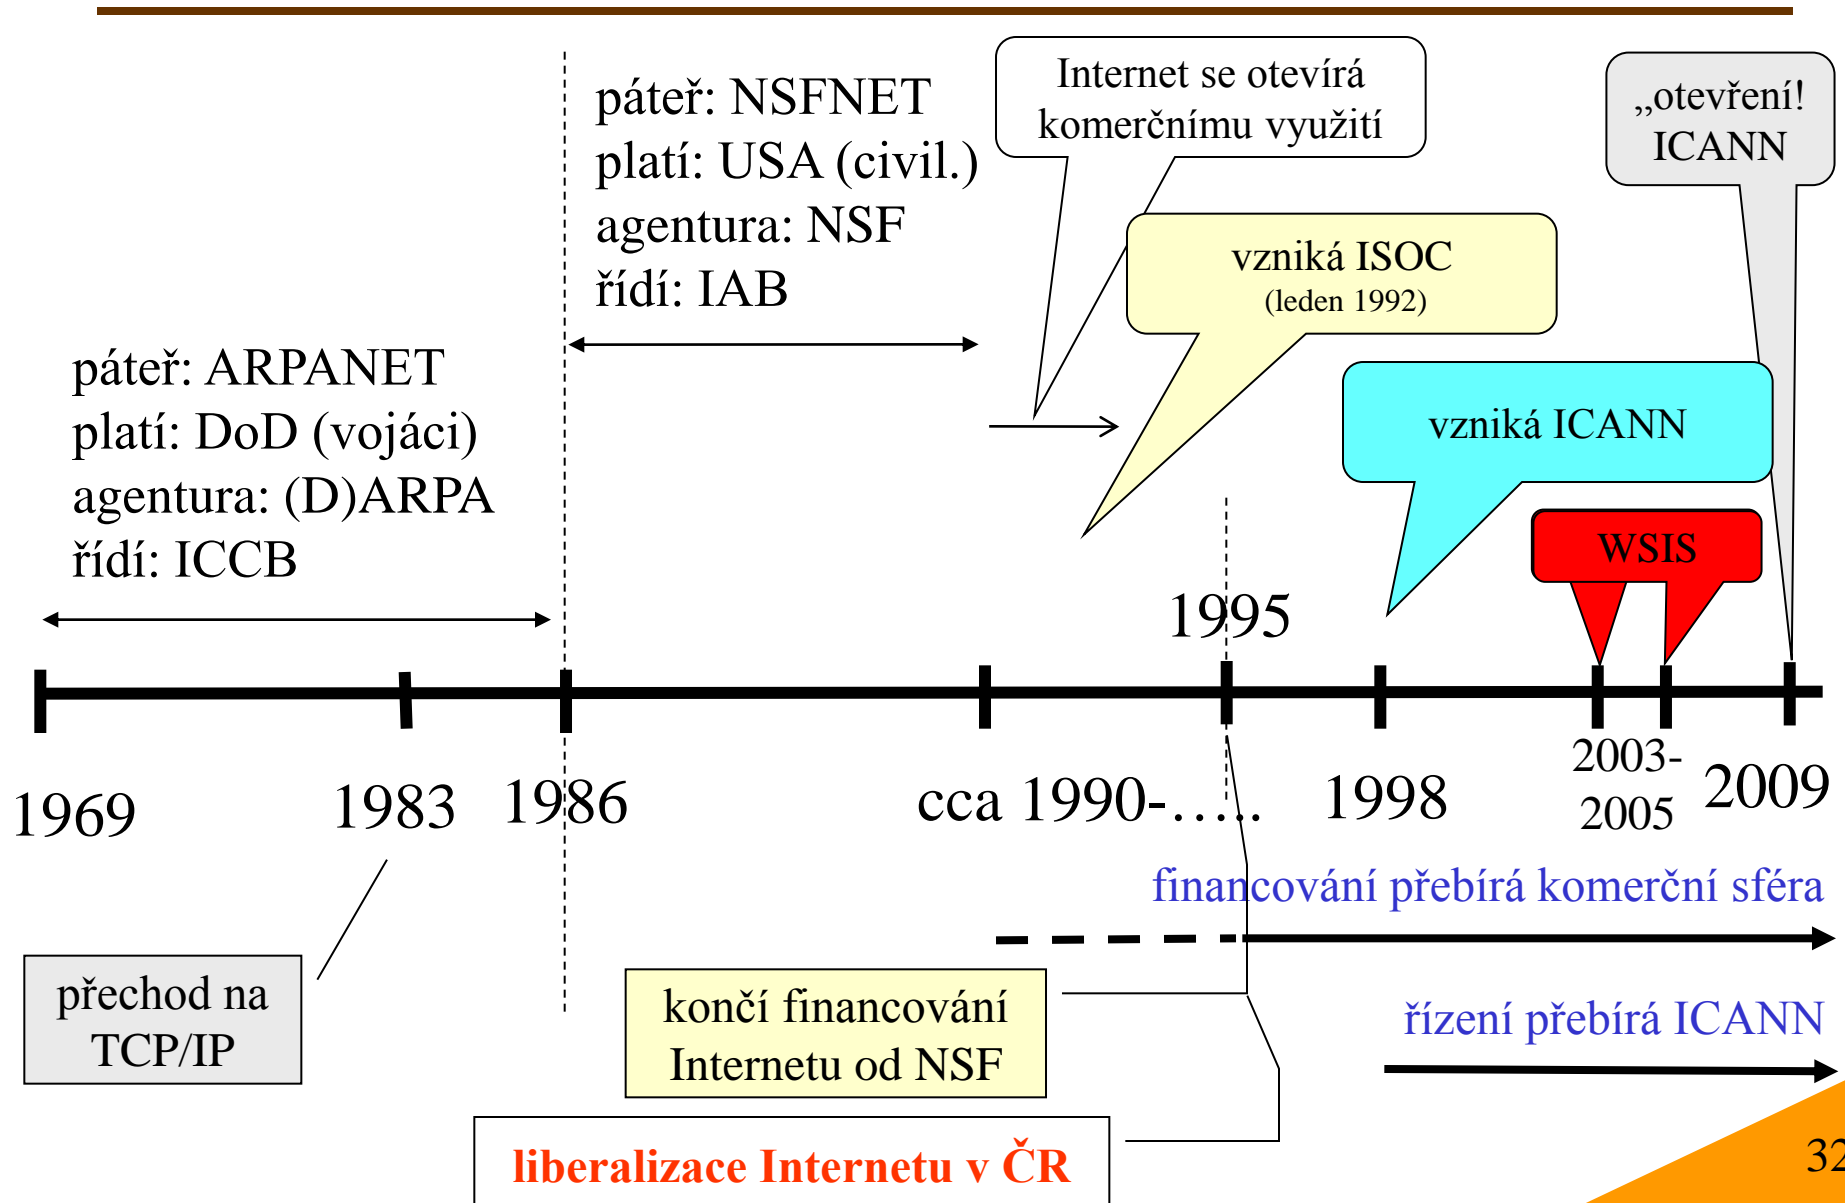 páteř: NSFNET
platí: USA (civil.)
agentura: NSF
řídí: IAB
Internet se otevírá
komerčnímu využití
„otevření!
ICANN
vzniká ISOC
(leden 1992)
páteř: ARPANET
platí: DoD (vojáci)
agentura: (D)ARPA
řídí: ICCB
vzniká ICANN
WSIS
1995
1969
1983
1986
cca 1990-…..
1998
2003-
2005
2009
financování přebírá komerční sféra
přechod na
TCP/IP
končí financování
Internetu od NSF
řízení přebírá ICANN
liberalizace Internetu v ČR
32